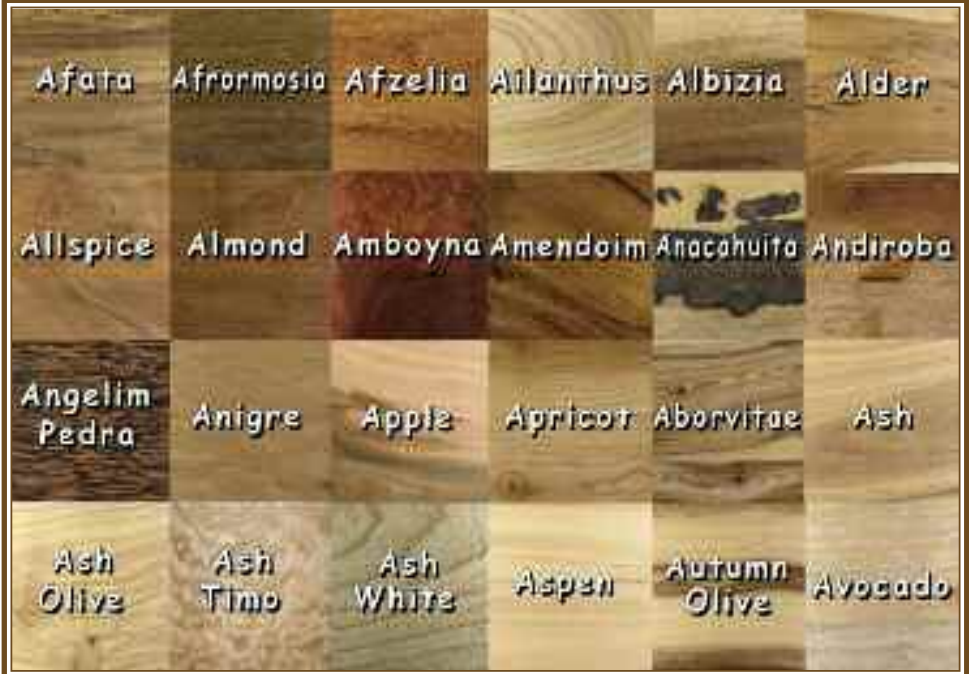 Afata Afrormosia Afzelia Ailanthus Albizia Alder
Allspice Almond Amboyna Amendoim Anacahuita Andiroba
Angelim
Pedra
Anigre Apple Apricot Aborvitae Ash
Ash
Olive
Ash
Timo
Ash
White
Aspen
Autumn
Olive
Avocado